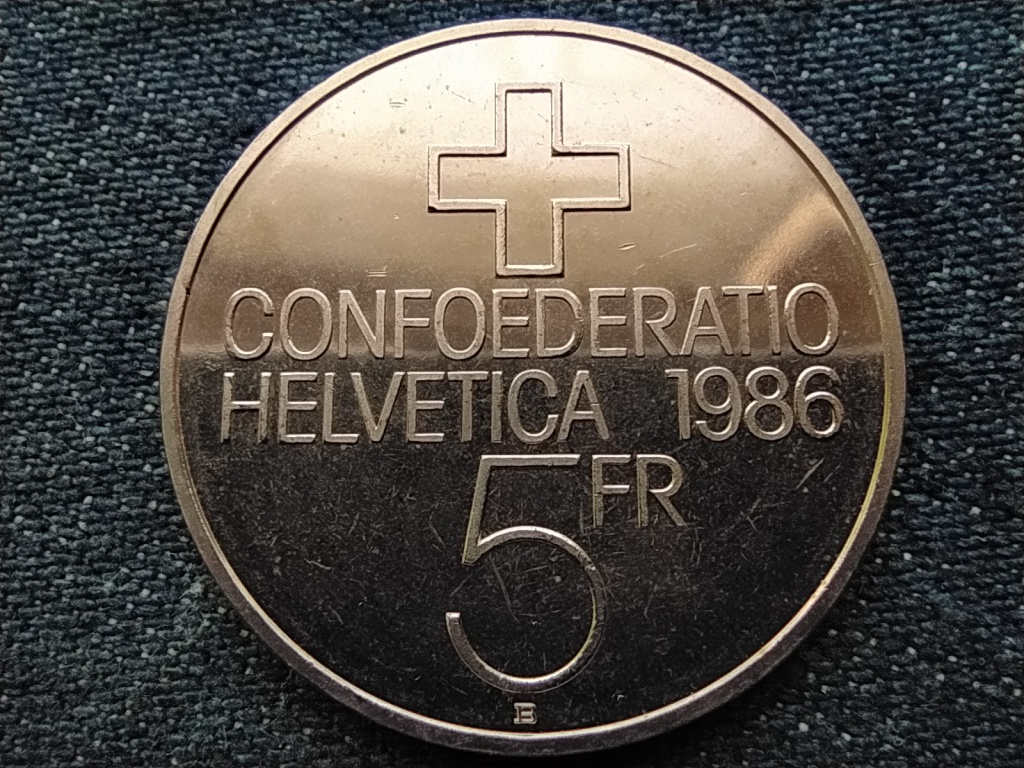 CONFOEDERATIO
HELVETICA 1986
5 FR
B